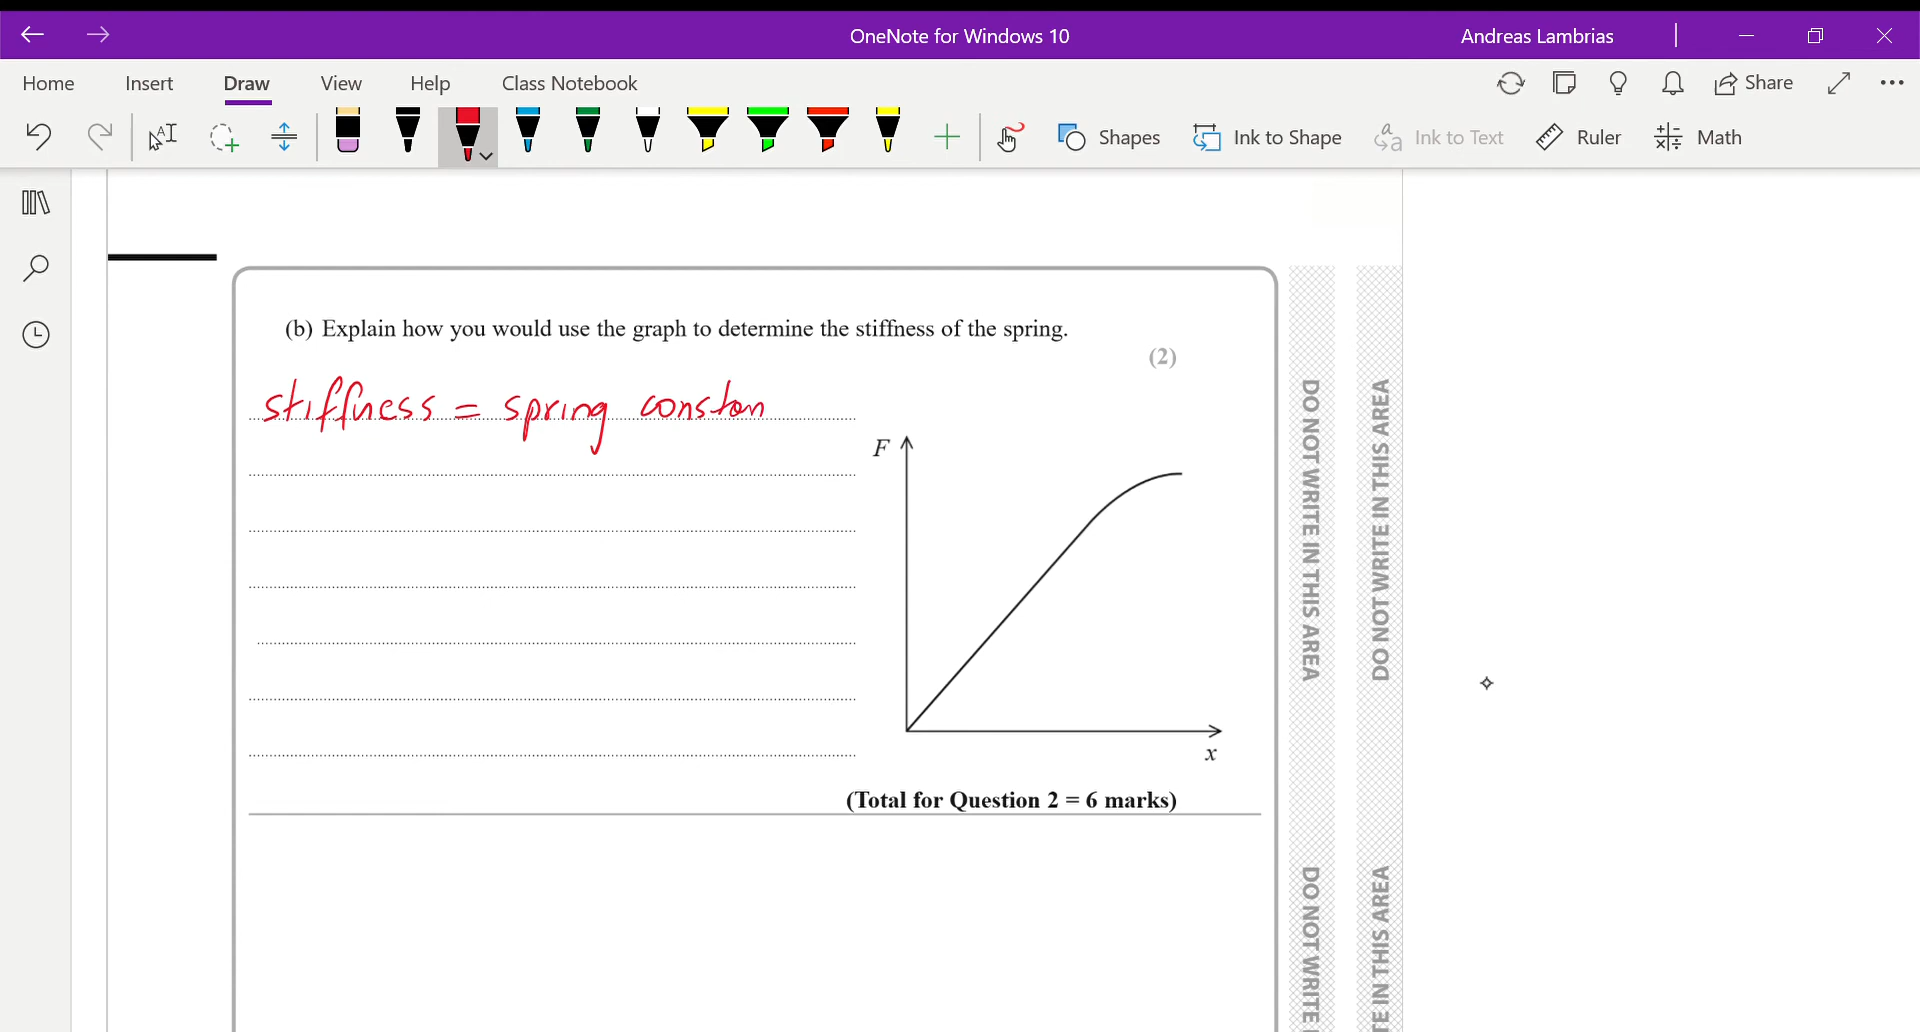 OneNote for Windows 10
Andreas Lambrias
Home Insert Draw View Help Class Notebook
Share
Shapes Ink to Shape Ink to Text Ruler Math
(b) Explain how you would use the graph to determine the stiffness of the spring.
(2)
stiffness = spring constan
F
x
(Total for Question 2 = 6 marks)
DO NOT WRITE IN THIS AREA
DO NOT WRITE IN THIS AREA
DO NOT WRITE
TE IN THIS AREA